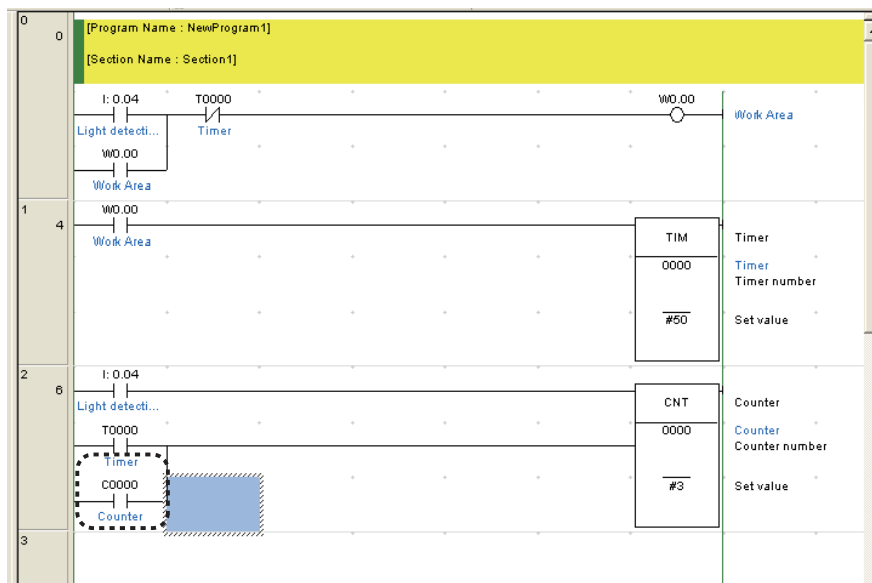 0
0
[Program Name : NewProgram1]
[Section Name : Section1]
I: 0.04 T0000 W0.00
Light detecti... Timer Work Area
W0.00
Work Area
1
4
W0.00
Work Area
TIM Timer
0000 Timer
Timer number
#50 Set value
2
6
I: 0.04
Light detecti...
CNT Counter
T0000
Timer
0000 Counter
Counter number
C0000
Counter
#3 Set value
3